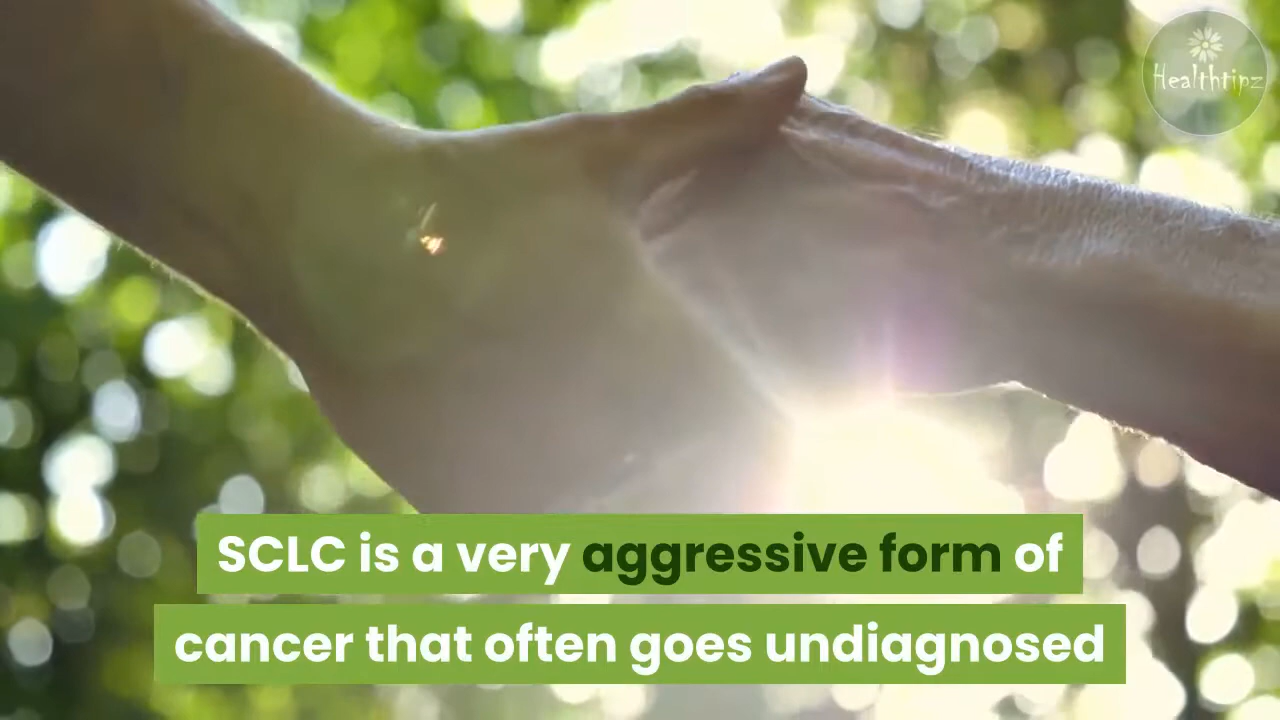 Healthtipz
SCLC is a very aggressive form of
cancer that often goes undiagnosed